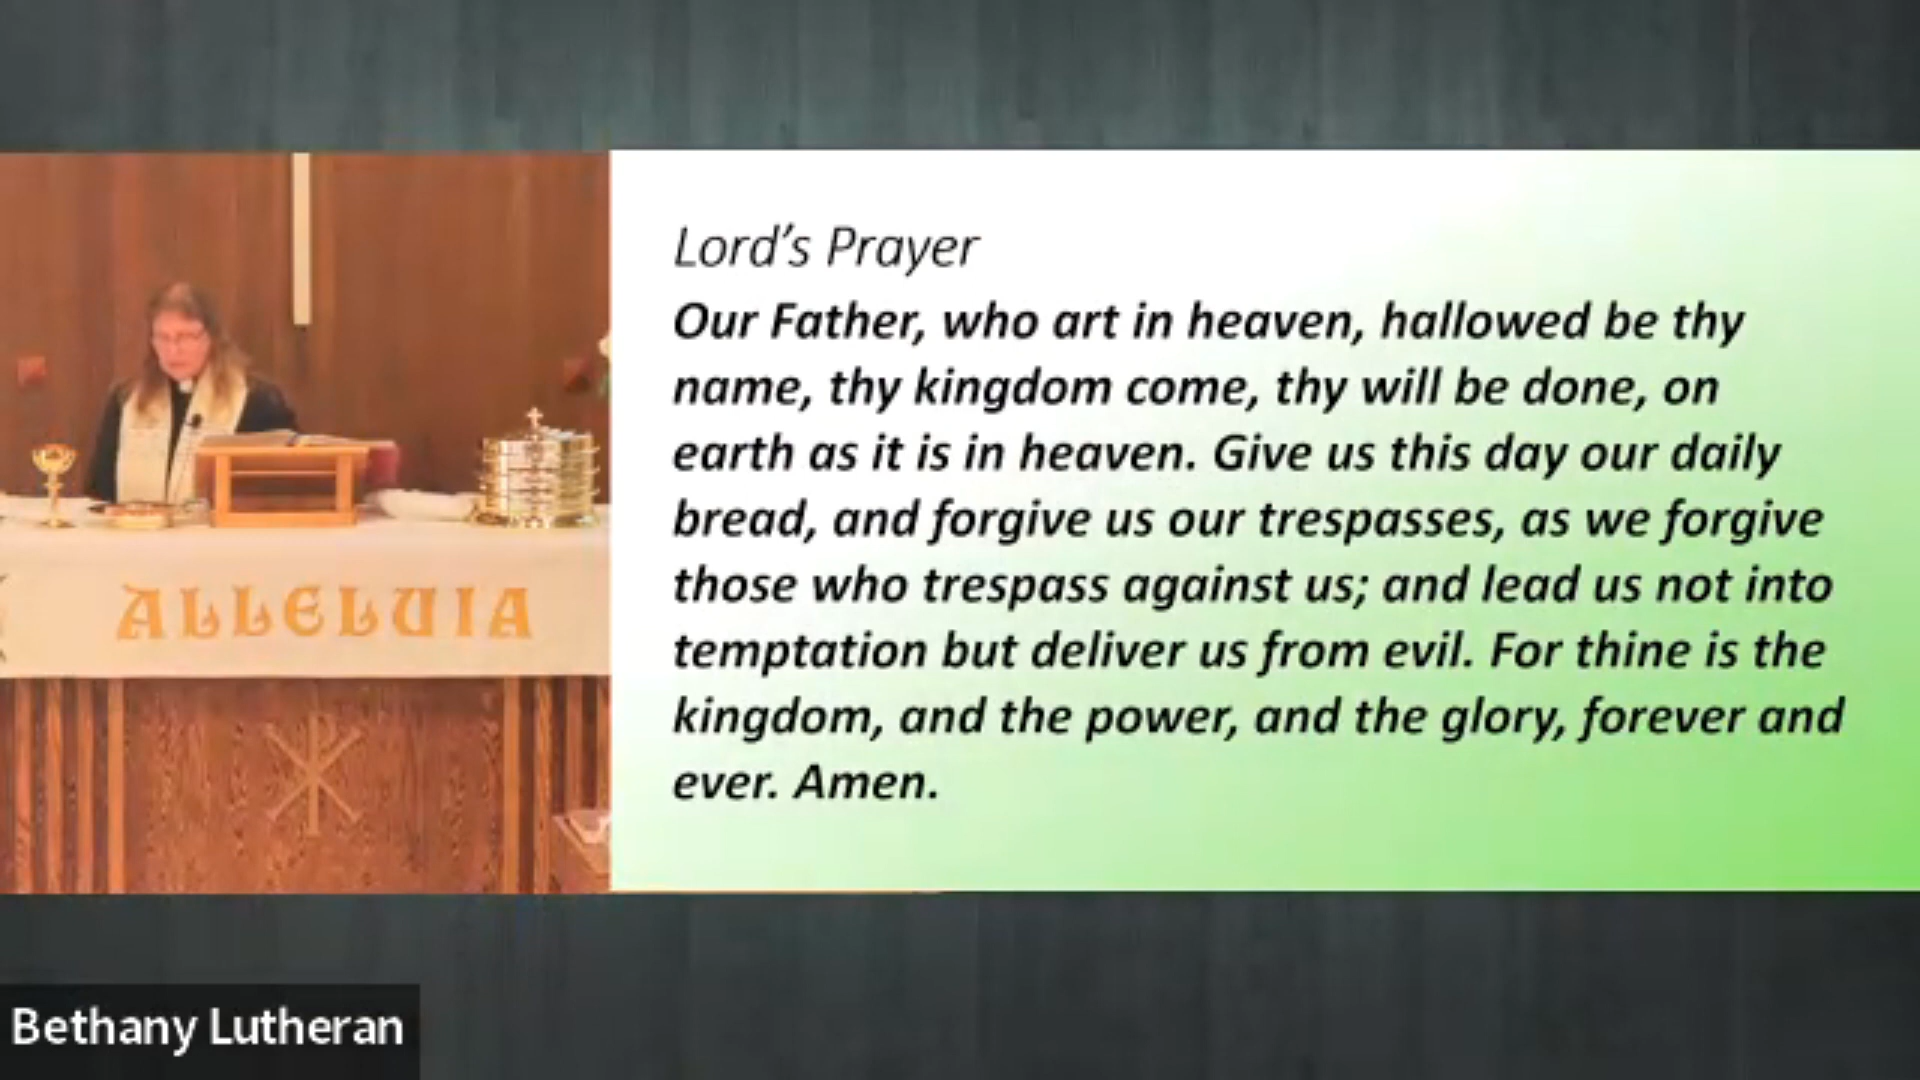 Lord's Prayer
Our Father, who art in heaven, hallowed be thy
name, thy kingdom come, thy will be done, on
earth as it is in heaven. Give us this day our daily
bread, and forgive us our trespasses, as we forgive
those who trespass against us; and lead us not into
temptation but deliver us from evil. For thine is the
kingdom, and the power, and the glory, forever and
ever. Amen.
ALLELUIA
Bethany Lutheran